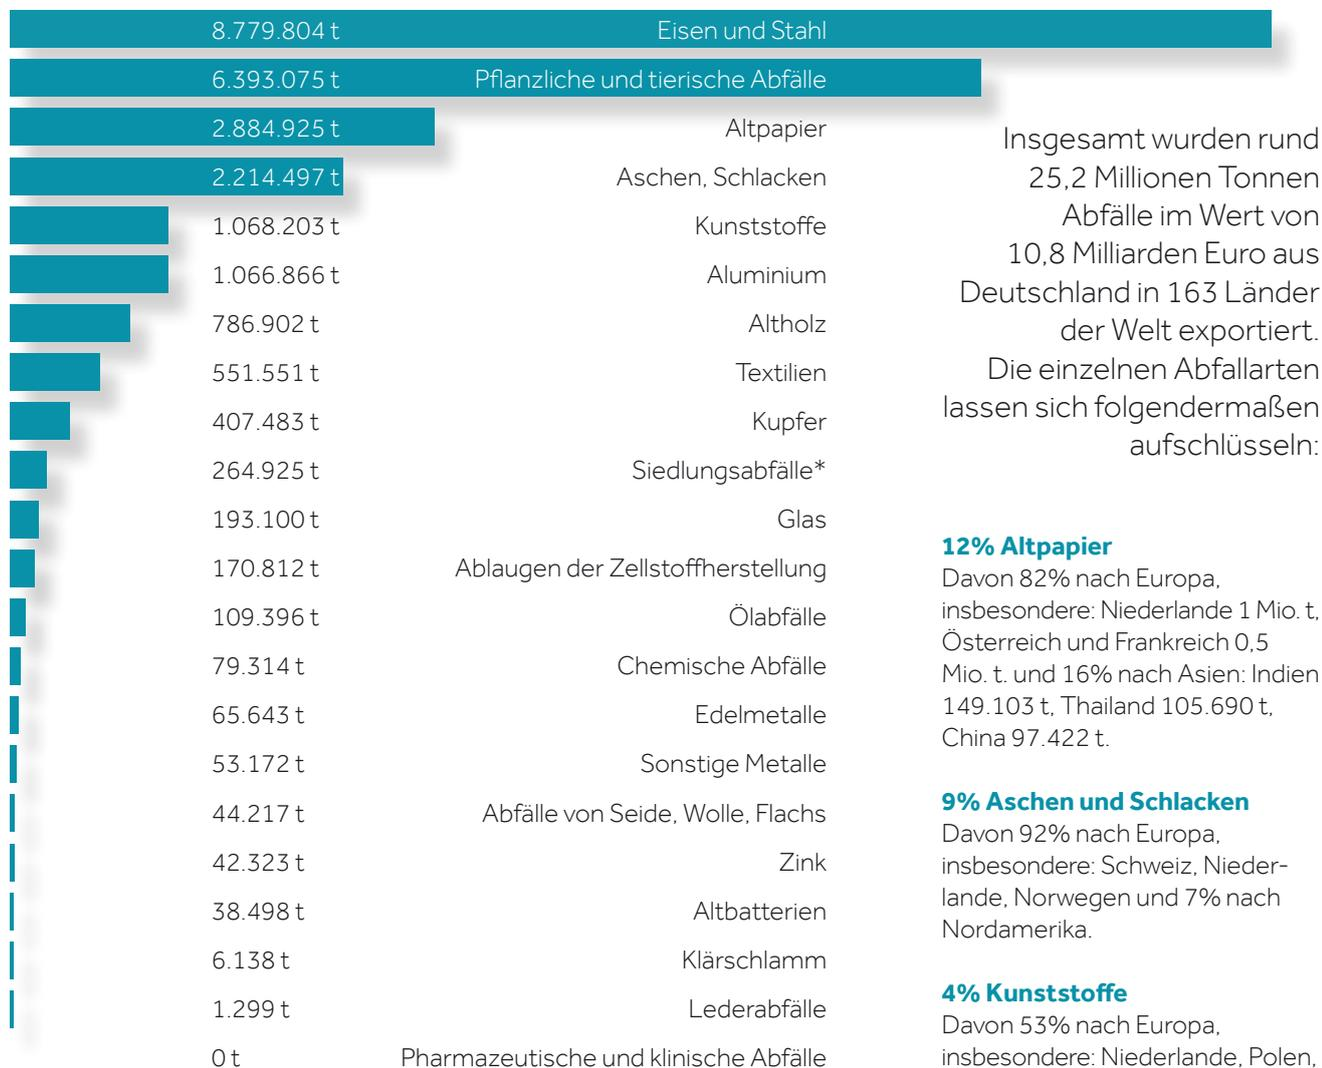 8.779.804 t Eisen und Stahl
6.393.075 t Pflanzliche und tierische Abfälle
2.884.925 t Altpapier
2.214.497 t Aschen, Schlacken
1.068.203 t Kunststoffe
1.066.866 t Aluminium
786.902 t Altholz
551.551 t Textilien
407.483 t Kupfer
264.925 t Siedlungsabfälle*
193.100 t Glas
170.812 t Ablaugen der Zellstoffherstellung
109.396 t Ölabfälle
79.314 t Chemische Abfälle
65.643 t Edelmetalle
53.172 t Sonstige Metalle
44.217 t Abfälle von Seide, Wolle, Flachs
42.323 t Zink
38.498 t Altbatterien
6.138 t Klärschlamm
1.299 t Lederabfälle
0 t Pharmazeutische und klinische Abfälle
Insgesamt wurden rund
25,2 Millionen Tonnen
Abfälle im Wert von
10,8 Milliarden Euro aus
Deutschland in 163 Länder
der Welt exportiert.
Die einzelnen Abfallarten
lassen sich folgendermaßen
aufschlüsseln:
12% Altpapier
Davon 82% nach Europa,
insbesondere: Niederlande 1 Mio. t,
Österreich und Frankreich 0,5
Mio. t. und 16% nach Asien: Indien
149.103 t, Thailand 105.690 t,
China 97.422 t.
9% Aschen und Schlacken
Davon 92% nach Europa,
insbesondere: Schweiz, Nieder-
lande, Norwegen und 7% nach
Nordamerika.
4% Kunststoffe
Davon 53% nach Europa,
insbesondere: Niederlande, Polen,